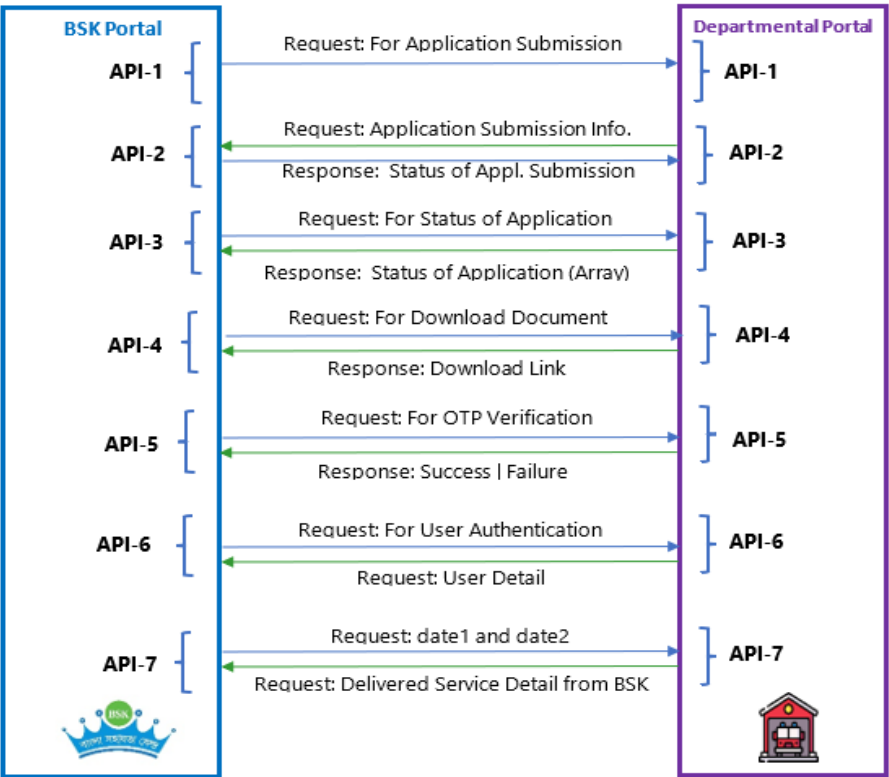 BSK Portal
Departmental Portal
Request: For Application Submission
API-1
API-1
Request: Application Submission Info.
API-2
API-2
Response: Status of Appl. Submission
Request: For Status of Application
API-3
API-3
Response: Status of Application (Array)
Request: For Download Document
API-4
API-4
Response: Download Link
Request: For OTP Verification
API-5
API-5
Response: Success | Failure
Request: For User Authentication
API-6
API-6
Request: User Detail
Request: date1 and date2
API-7
API-7
Request: Delivered Service Detail from BSK
BSK
বাংলা সহায়তা কেন্দ্র